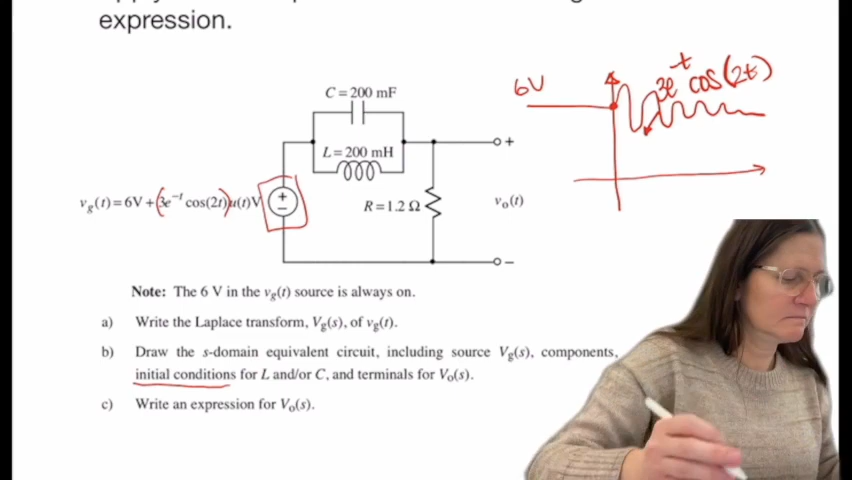 expression.
C = 200 mF
L = 200 mH
v_g(t) = 6V + (3e^−t cos(2t))u(t)V
+
−
R = 1.2 Ω
+
v_o(t)
−
6V
3e^-t cos(2t)
Note: The 6 V in the v_g(t) source is always on.
a) Write the Laplace transform, V_g(s), of v_g(t).
b) Draw the s-domain equivalent circuit, including source V_g(s), components,
initial conditions for L and/or C, and terminals for V_o(s).
c) Write an expression for V_o(s).